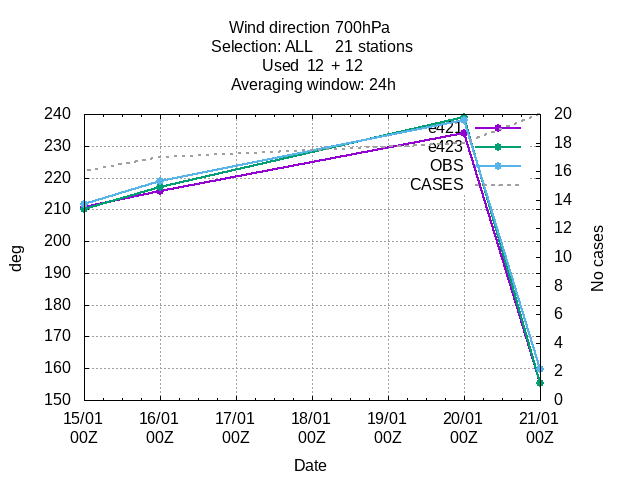 Wind direction 700hPa
Selection: ALL     21 stations
Used  12 + 12
Averaging window: 24h
e421
e423
OBS
CASES
240
230
220
210
200
190
180
170
160
150
deg
20
18
16
14
12
10
8
6
4
2
0
No cases
15/01 16/01 17/01 18/01 19/01 20/01 21/01
00Z 00Z 00Z 00Z 00Z 00Z 00Z
Date